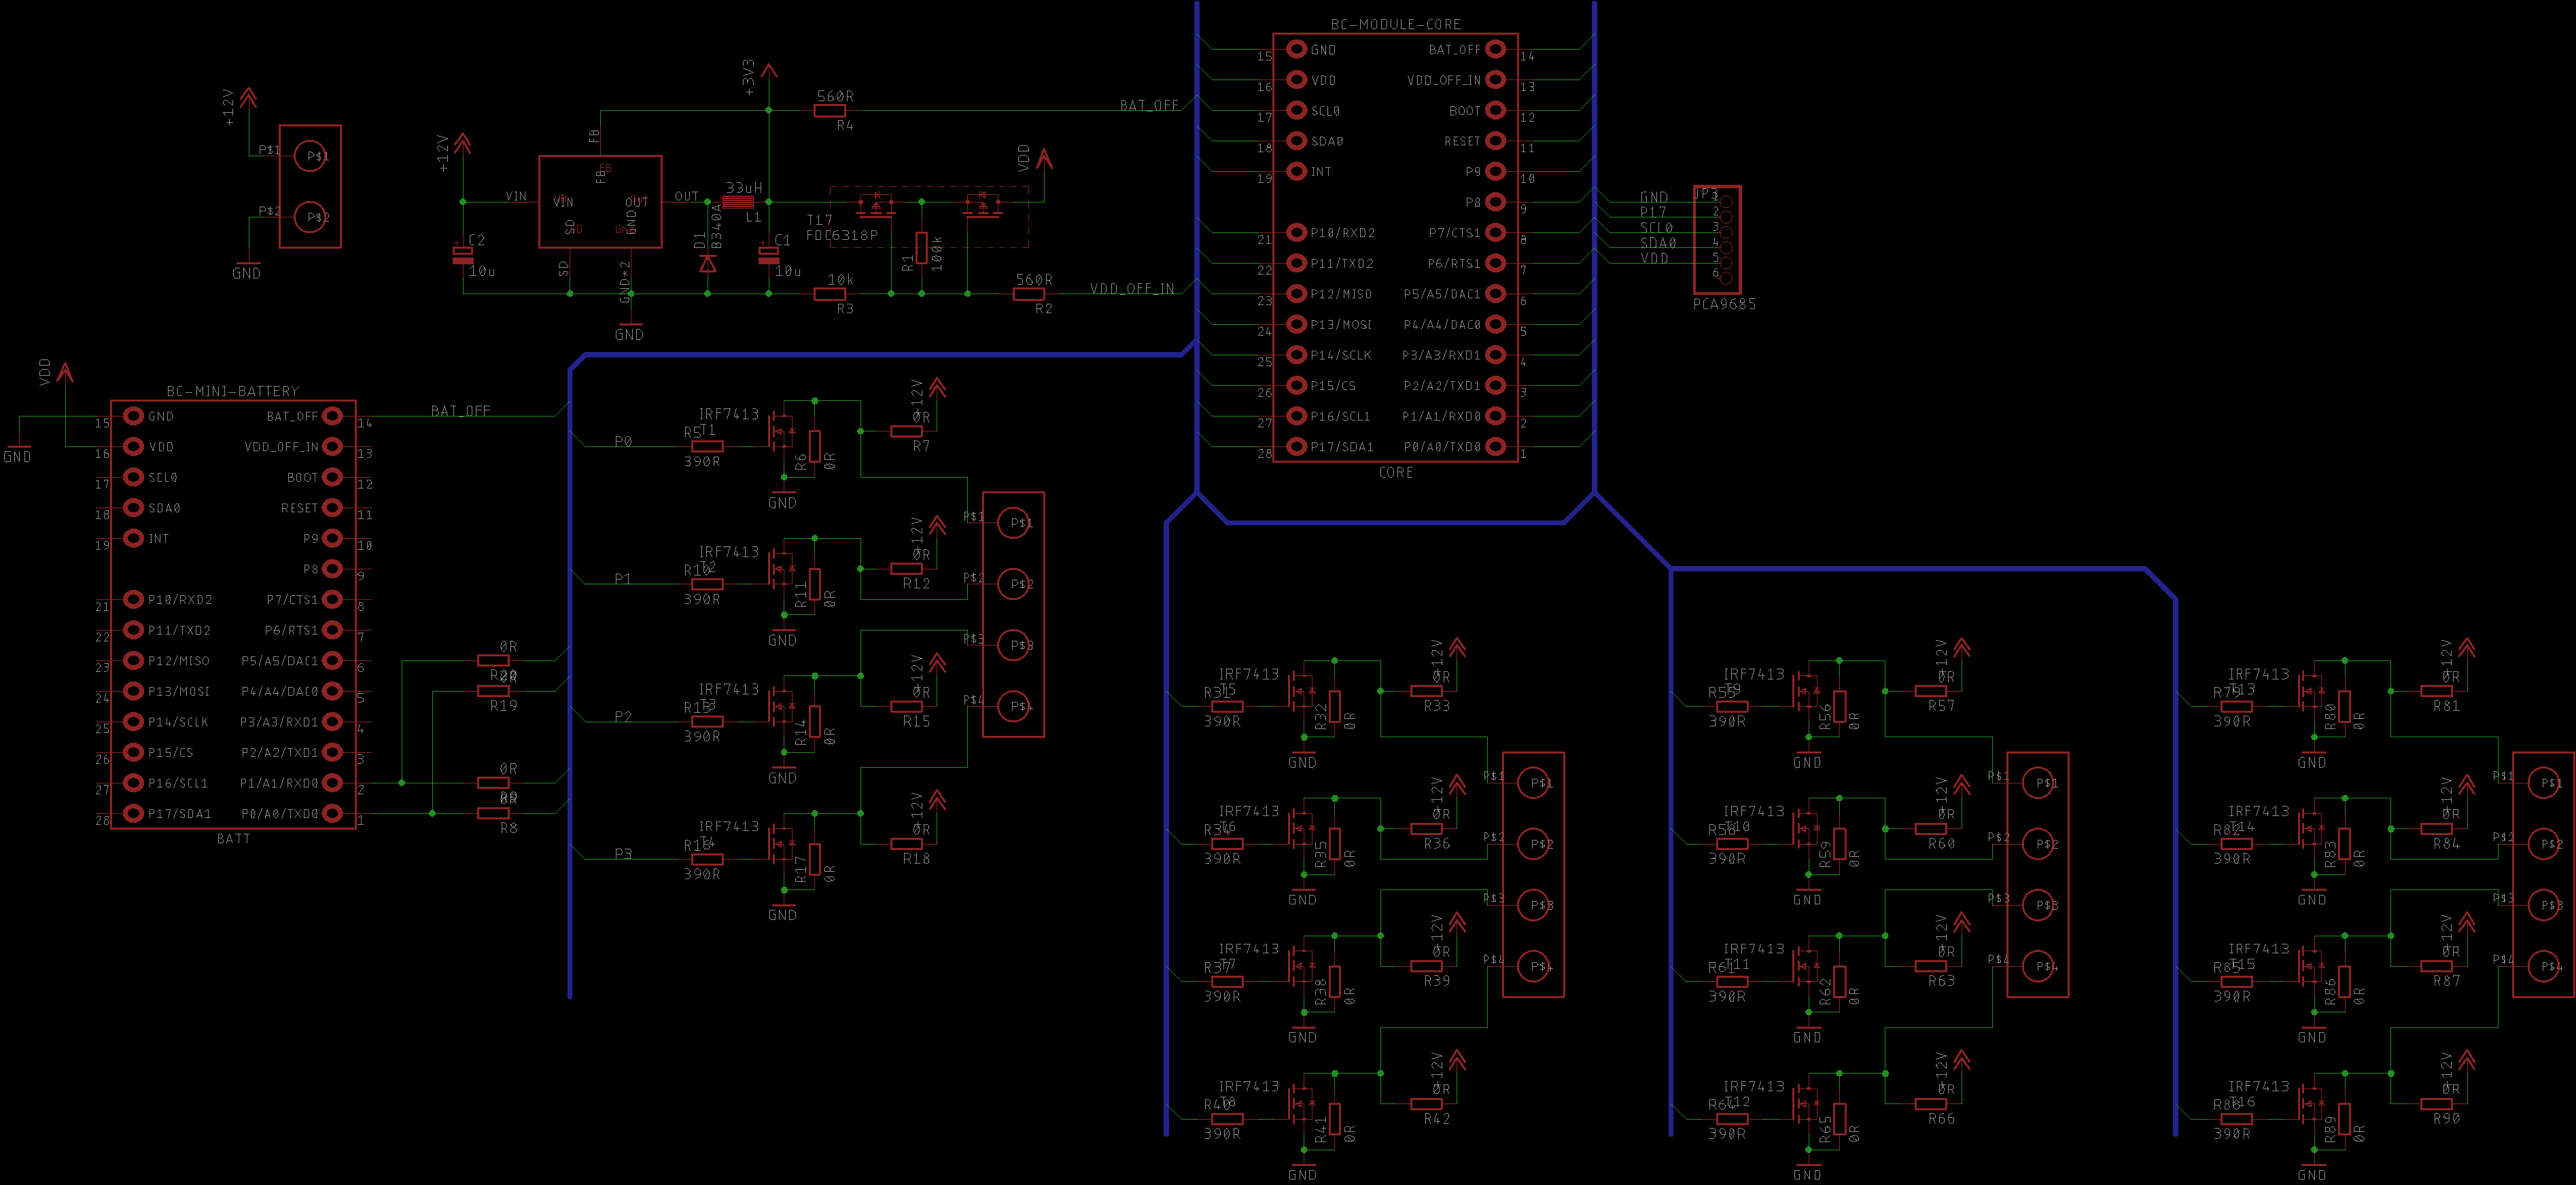 BC-MODULE-CORE
15 GND BAT_OFF 14
16 VDD VDD_OFF_IN 13
17 SCL0 BOOT 12
18 SDA0 RESET 11
19 INT P9 10
P8 9
21 P10/RXD2 P7/CTS1 8
22 P11/TXD2 P6/RTS1 7
23 P12/MISO P5/A5/DAC1 6
24 P13/MOSI P4/A4/DAC0 5
25 P14/SCLK P3/A3/RXD1 4
26 P15/CS P2/A2/TXD1 3
27 P16/SCL1 P1/A1/RXD0 2
28 P17/SDA1 P0/A0/TXD0 1
CORE
+12V
P$1 P$1
P$2 P$2
GND
+12V
VIN VIN
FB FB FB
OUT OUT
SD SD
GND GND*2
C2
10u
GND
+3V3
560R
R4
BAT_OFF
33uH
L1
D1
B340A
C1
10u
T17
FDC6318P
R1
100k
VDD
10k
R3
560R
R2
VDD_OFF_IN
GND
P17
SCL0
SDA0
VDD
JP3
1
2
3
4
5
6
PCA9685
VDD
GND
BC-MINI-BATTERY
15 GND BAT_OFF 14
16 VDD VDD_OFF_IN 13
17 SCL0 BOOT 12
18 SDA0 RESET 11
19 INT P9 10
P8 9
21 P10/RXD2 P7/CTS1 8
22 P11/TXD2 P6/RTS1 7
23 P12/MISO P5/A5/DAC1 6
24 P13/MOSI P4/A4/DAC0 5
25 P14/SCLK P3/A3/RXD1 4
26 P15/CS P2/A2/TXD1 3
27 P16/SCL1 P1/A1/RXD0 2
28 P17/SDA1 P0/A0/TXD0 1
BATT
BAT_OFF
0R
R20
0R
R19
0R
R9
0R
R8
P0
IRF7413
R5 T1
390R
R6 0R
+12V
0R
R7
GND
P1
IRF7413
R10 T2
390R
R11 0R
+12V
0R
R12
GND
P2
IRF7413
R13 T3
390R
R14 0R
+12V
0R
R15
GND
P3
IRF7413
R16 T4
390R
R17 0R
+12V
0R
R18
GND
P$1 P$1
P$2 P$2
P$3 P$3
P$4 P$4
IRF7413
R31 T5
390R
R32 0R
+12V
0R
R33
GND
IRF7413
R34 T6
390R
R35 0R
+12V
0R
R36
GND
IRF7413
R37 T7
390R
R38 0R
+12V
0R
R39
GND
IRF7413
R40 T8
390R
R41 0R
+12V
0R
R42
GND
P$1 P$1
P$2 P$2
P$3 P$3
P$4 P$4
IRF7413
R55 T9
390R
R56 0R
+12V
0R
R57
GND
IRF7413
R58 T10
390R
R59 0R
+12V
0R
R60
GND
IRF7413
R61 T11
390R
R62 0R
+12V
0R
R63
GND
IRF7413
R64 T12
390R
R65 0R
+12V
0R
R66
GND
P$1 P$1
P$2 P$2
P$3 P$3
P$4 P$4
IRF7413
R79 T13
390R
R80 0R
+12V
0R
R81
GND
IRF7413
R82 T14
390R
R83 0R
+12V
0R
R84
GND
IRF7413
R85 T15
390R
R86 0R
+12V
0R
R87
GND
IRF7413
R88 T16
390R
R89 0R
+12V
0R
R90
GND
P$1 P$1
P$2 P$2
P$3 P$3
P$4 P$4